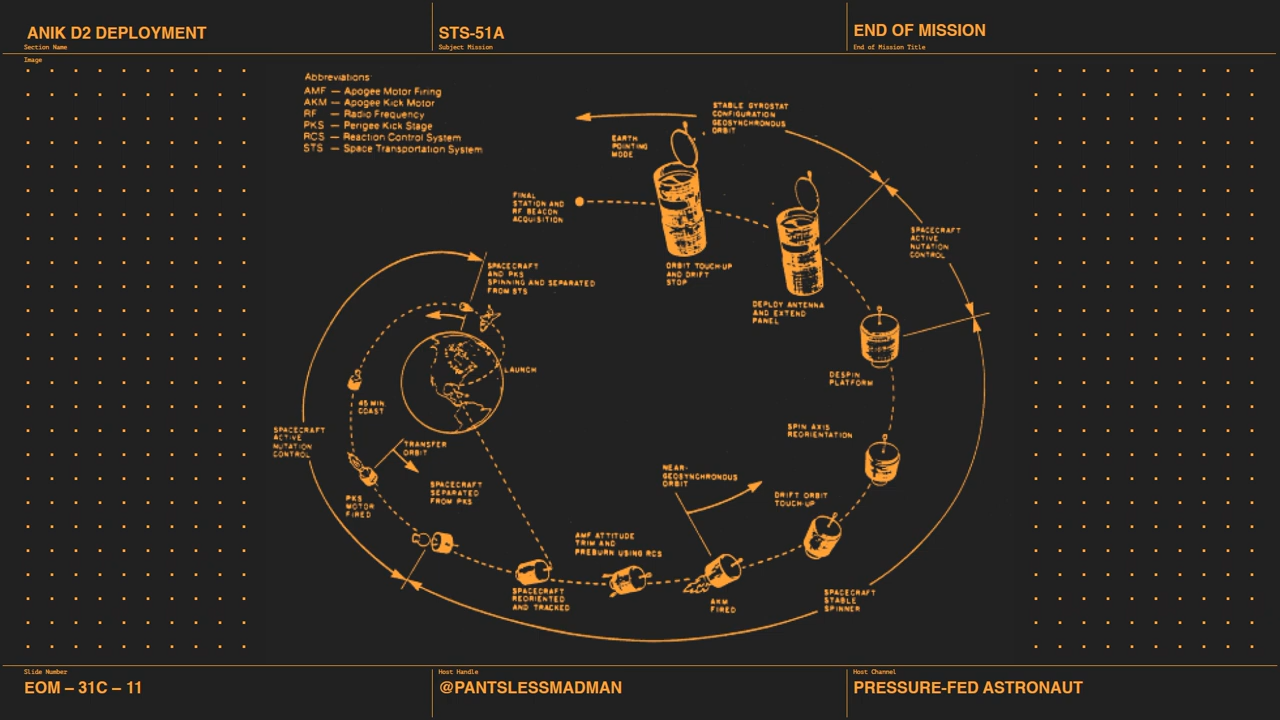 ANIK D2 DEPLOYMENT
Section Name
STS-51A
Subject Mission
END OF MISSION
End of Mission Title
Image
Abbreviations
AMF — Apogee Motor Firing
AKM — Apogee Kick Motor
RF — Radio Frequency
PKS — Perigee Kick Stage
RCS — Reaction Control System
STS — Space Transportation System
STABLE GYROSTAT
CONFIGURATION
GEOSYNCHRONOUS
ORBIT
EARTH
POINTING
MODE
FINAL
STATION AND
RF BEACON
ACQUISITION
SPACECRAFT
ACTIVE
NUTATION
CONTROL
ORBIT TOUCH-UP
AND DRIFT
STOP
SPACECRAFT
AND PKS
SPINNING AND SEPARATED
FROM STS
DEPLOY ANTENNA
AND EXTEND
PANEL
LAUNCH
DESPIN
PLATFORM
45 MIN
COAST
SPACECRAFT
ACTIVE
NUTATION
CONTROL
TRANSFER
ORBIT
SPIN AXIS
REORIENTATION
NEAR-
GEOSYNCHRONOUS
ORBIT
SPACECRAFT
SEPARATED
FROM PKS
PKS
MOTOR
FIRED
DRIFT ORBIT
TOUCH-UP
AMF ATTITUDE
TRIM AND
PREBURN USING RCS
SPACECRAFT
REORIENTED
AND TRACKED
AKM
FIRED
SPACECRAFT
STABLE
SPINNER
Slide Number
EOM – 31C – 11
Host Handle
@PANTSLESSMADMAN
Host Channel
PRESSURE-FED ASTRONAUT